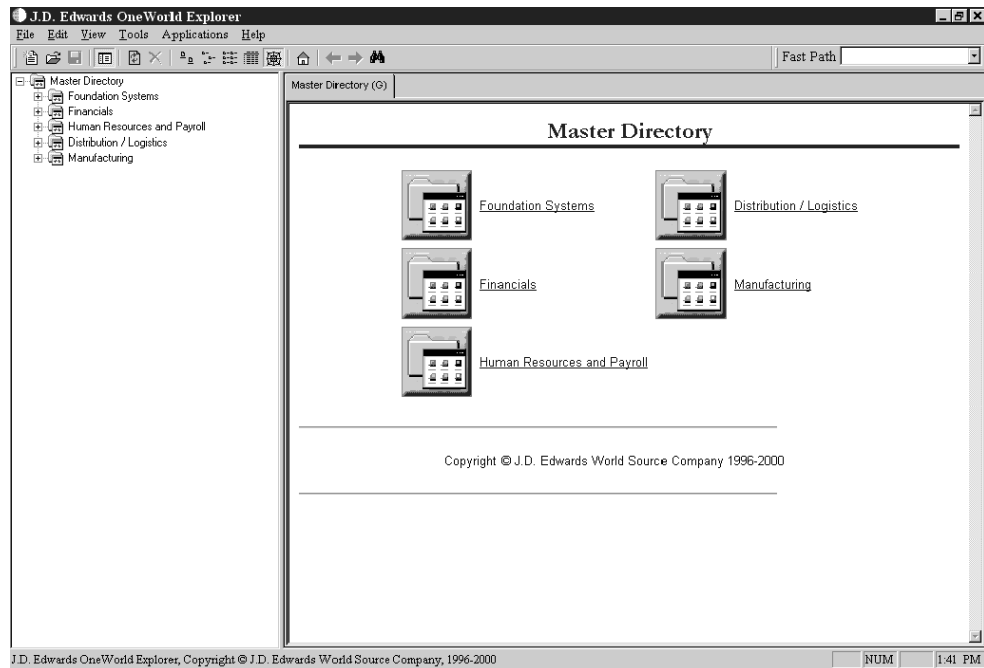 J.D. Edwards OneWorld Explorer
File Edit View Tools Applications Help
Fast Path
Master Directory
Foundation Systems
Financials
Human Resources and Payroll
Distribution / Logistics
Manufacturing
Master Directory (G)
Master Directory
Foundation Systems
Distribution / Logistics
Financials
Manufacturing
Human Resources and Payroll
Copyright © J.D. Edwards World Source Company 1996-2000
J.D. Edwards OneWorld Explorer, Copyright © J.D. Edwards World Source Company, 1996-2000
NUM
1:41 PM